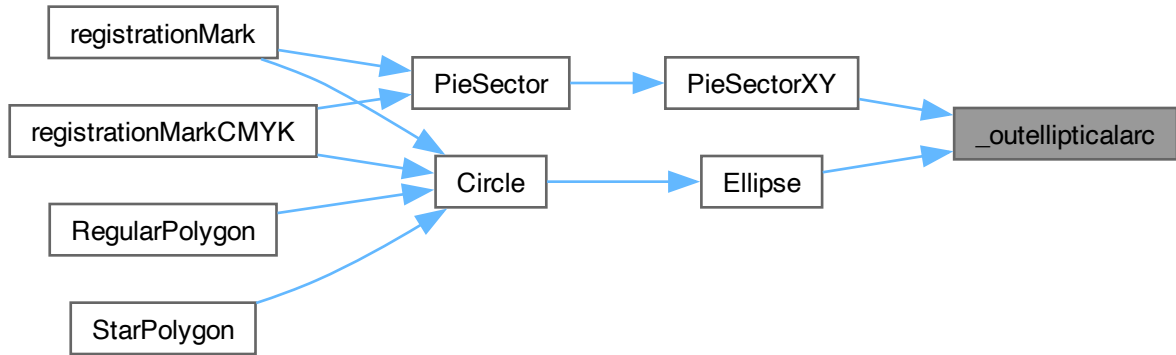 registrationMark
PieSector
PieSectorXY
registrationMarkCMYK
_outellipticalarc
Circle
Ellipse
RegularPolygon
StarPolygon